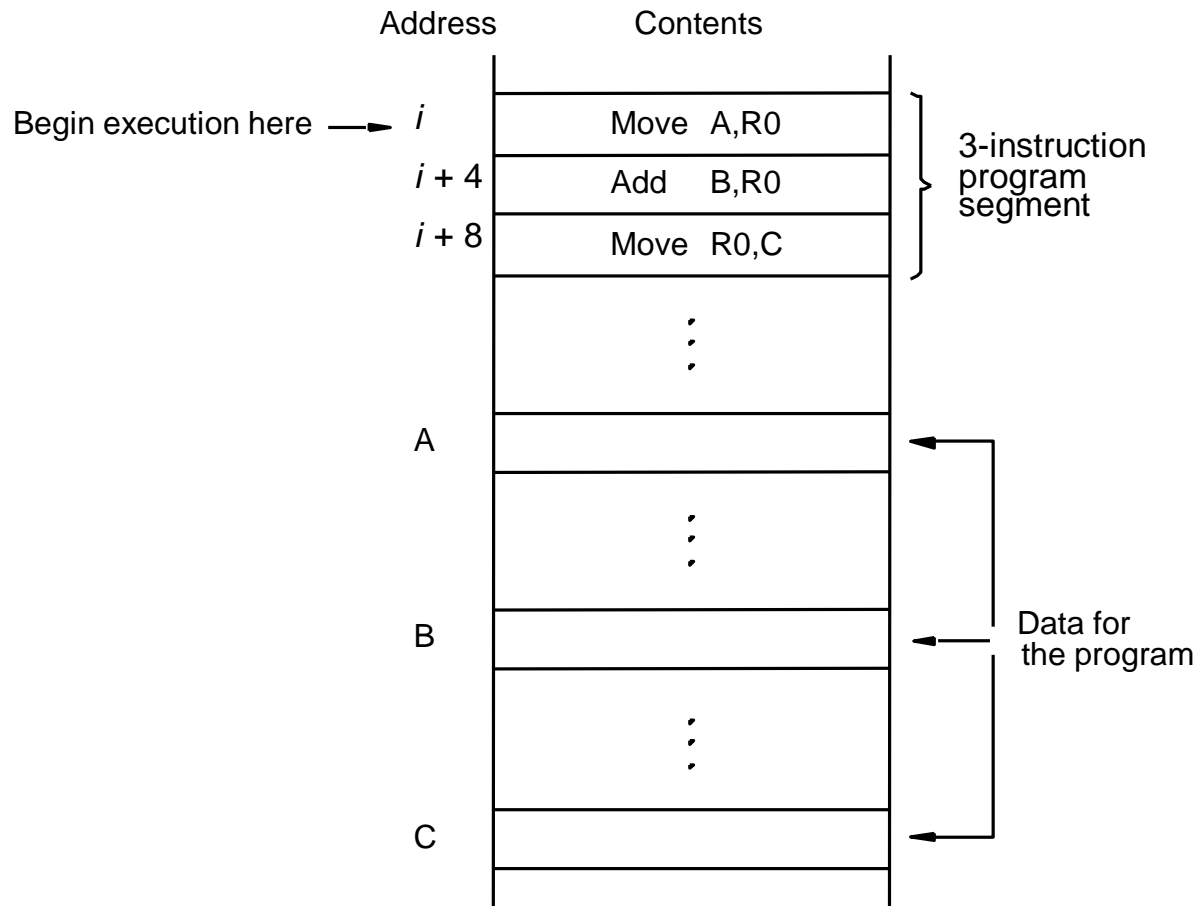 Address Contents
Begin execution here i Move A,R0
i + 4 Add B,R0
i + 8 Move R0,C
3-instruction
program
segment
A
B
C
Data for
the program